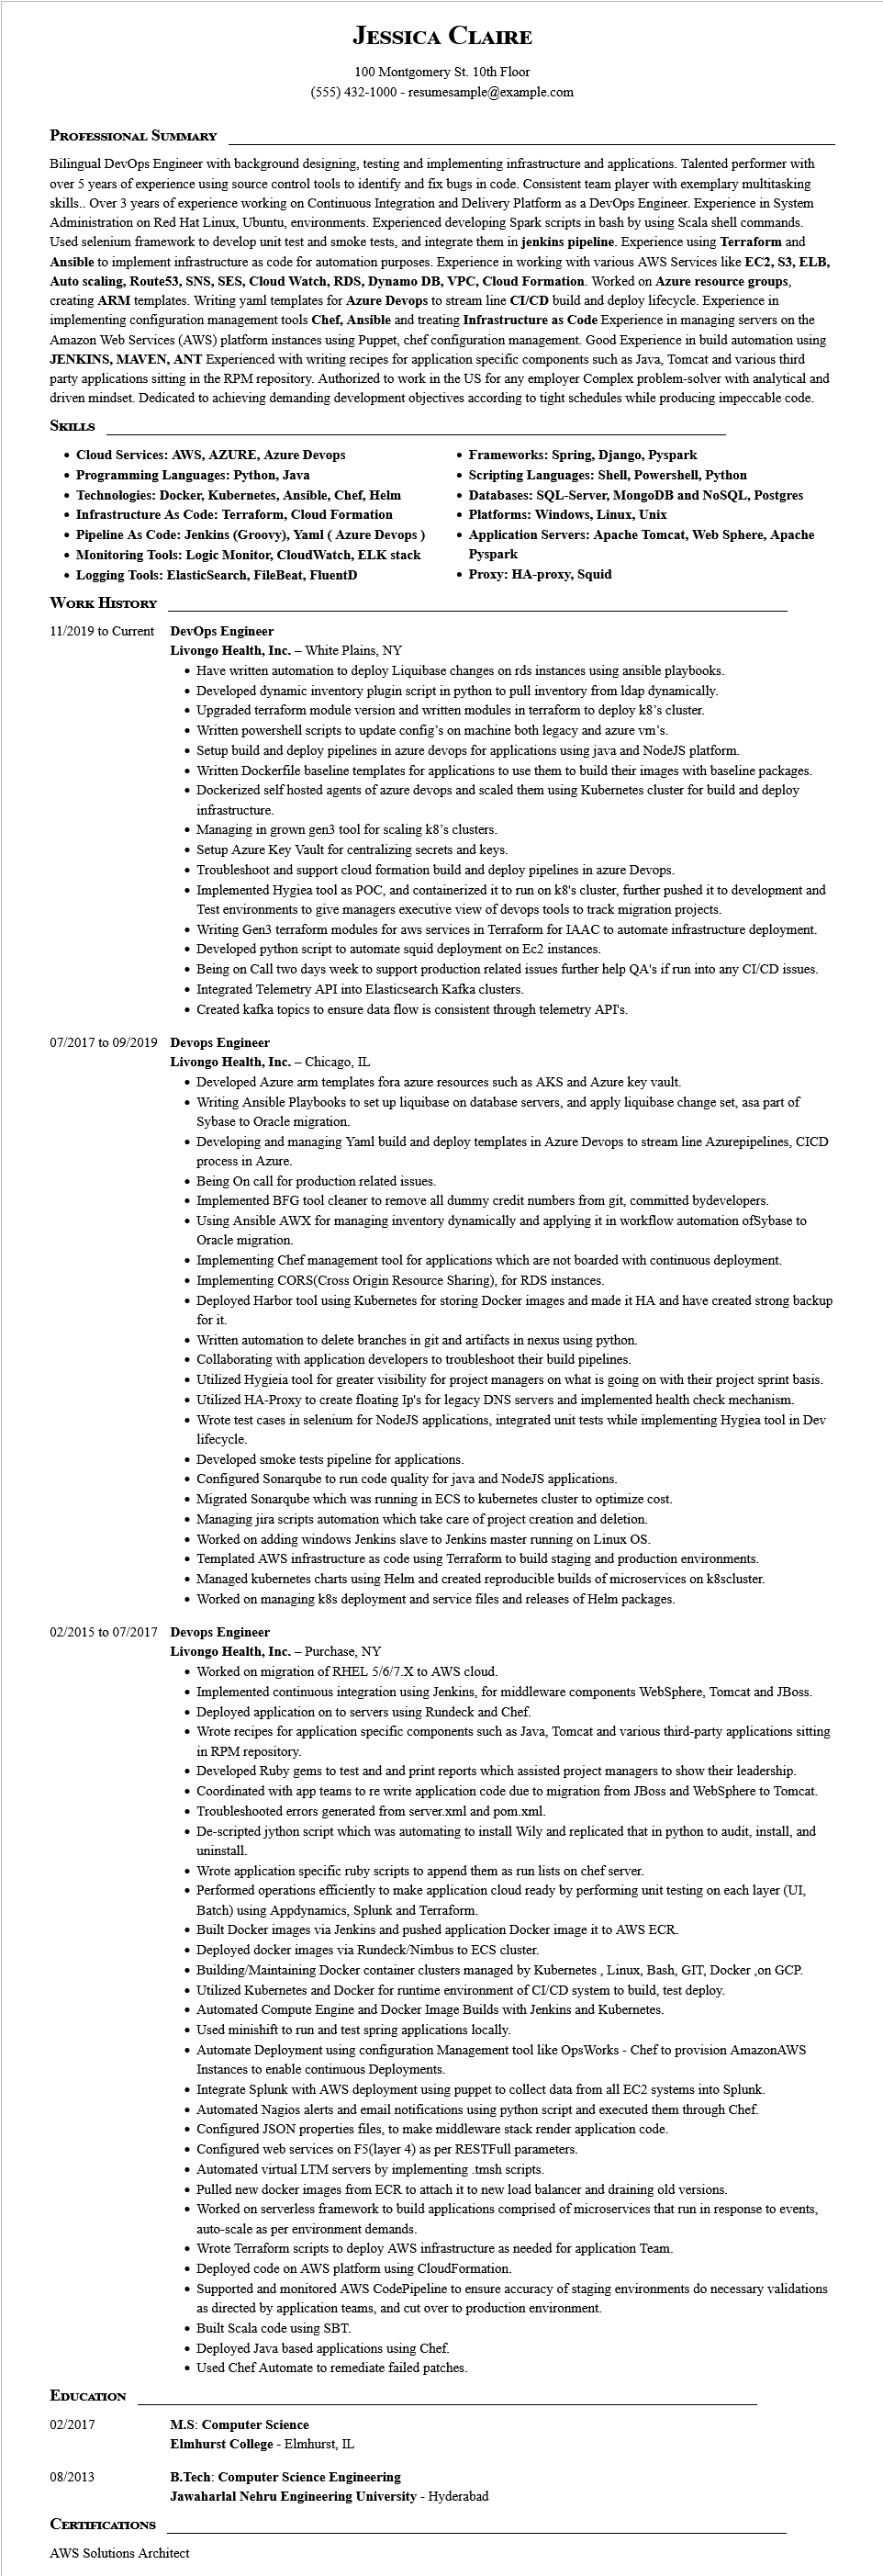 Jessica Claire
100 Montgomery St. 10th Floor
(555) 432-1000 - resumesample@example.com
Professional Summary
Bilingual DevOps Engineer with background designing, testing and implementing infrastructure and applications. Talented performer with
over 5 years of experience using source control tools to identify and fix bugs in code. Consistent team player with exemplary multitasking
skills.. Over 3 years of experience working on Continuous Integration and Delivery Platform as a DevOps Engineer. Experience in System
Administration on Red Hat Linux, Ubuntu, environments. Experienced developing Spark scripts in bash by using Scala shell commands.
Used selenium framework to develop unit test and smoke tests, and integrate them in jenkins pipeline. Experience using Terraform and
Ansible to implement infrastructure as code for automation purposes. Experience in working with various AWS Services like EC2, S3, ELB,
Auto scaling, Route53, SNS, SES, Cloud Watch, RDS, Dynamo DB, VPC, Cloud Formation. Worked on Azure resource groups,
creating ARM templates. Writing yaml templates for Azure Devops to stream line CI/CD build and deploy lifecycle. Experience in
implementing configuration management tools Chef, Ansible and treating Infrastructure as Code Experience in managing servers on the
Amazon Web Services (AWS) platform instances using Puppet, chef configuration management. Good Experience in build automation using
JENKINS, MAVEN, ANT Experienced with writing recipes for application specific components such as Java, Tomcat and various third
party applications sitting in the RPM repository. Authorized to work in the US for any employer Complex problem-solver with analytical and
driven mindset. Dedicated to achieving demanding development objectives according to tight schedules while producing impeccable code.
Skills
• Cloud Services: AWS, AZURE, Azure Devops
• Programming Languages: Python, Java
• Technologies: Docker, Kubernetes, Ansible, Chef, Helm
• Infrastructure As Code: Terraform, Cloud Formation
• Pipeline As Code: Jenkins (Groovy), Yaml ( Azure Devops )
• Monitoring Tools: Logic Monitor, CloudWatch, ELK stack
• Logging Tools: ElasticSearch, FileBeat, FluentD
• Frameworks: Spring, Django, Pyspark
• Scripting Languages: Shell, Powershell, Python
• Databases: SQL-Server, MongoDB and NoSQL, Postgres
• Platforms: Windows, Linux, Unix
• Application Servers: Apache Tomcat, Web Sphere, Apache
Pyspark
• Proxy: HA-proxy, Squid
Work History
11/2019 to Current DevOps Engineer
Livongo Health, Inc. – White Plains, NY
• Have written automation to deploy Liquibase changes on rds instances using ansible playbooks.
• Developed dynamic inventory plugin script in python to pull inventory from ldap dynamically.
• Upgraded terraform module version and written modules in terraform to deploy k8’s cluster.
• Written powershell scripts to update config’s on machine both legacy and azure vm’s.
• Setup build and deploy pipelines in azure devops for applications using java and NodeJS platform.
• Written Dockerfile baseline templates for applications to use them to build their images with baseline packages.
• Dockerized self hosted agents of azure devops and scaled them using Kubernetes cluster for build and deploy
infrastructure.
• Managing in grown gen3 tool for scaling k8’s clusters.
• Setup Azure Key Vault for centralizing secrets and keys.
• Troubleshoot and support cloud formation build and deploy pipelines in azure Devops.
• Implemented Hygiea tool as POC, and containerized it to run on k8's cluster, further pushed it to development and
Test environments to give managers executive view of devops tools to track migration projects.
• Writing Gen3 terraform modules for aws services in Terraform for IAAC to automate infrastructure deployment.
• Developed python script to automate squid deployment on Ec2 instances.
• Being on Call two days week to support production related issues further help QA's if run into any CI/CD issues.
• Integrated Telemetry API into Elasticsearch Kafka clusters.
• Created kafka topics to ensure data flow is consistent through telemetry API's.
07/2017 to 09/2019 Devops Engineer
Livongo Health, Inc. – Chicago, IL
• Developed Azure arm templates fora azure resources such as AKS and Azure key vault.
• Writing Ansible Playbooks to set up liquibase on database servers, and apply liquibase change set, asa part of
Sybase to Oracle migration.
• Developing and managing Yaml build and deploy templates in Azure Devops to stream line Azurepipelines, CICD
process in Azure.
• Being On call for production related issues.
• Implemented BFG tool cleaner to remove all dummy credit numbers from git, committed bydevelopers.
• Using Ansible AWX for managing inventory dynamically and applying it in workflow automation ofSybase to
Oracle migration.
• Implementing Chef management tool for applications which are not boarded with continuous deployment.
• Implementing CORS(Cross Origin Resource Sharing), for RDS instances.
• Deployed Harbor tool using Kubernetes for storing Docker images and made it HA and have created strong backup
for it.
• Written automation to delete branches in git and artifacts in nexus using python.
• Collaborating with application developers to troubleshoot their build pipelines.
• Utilized Hygieia tool for greater visibility for project managers on what is going on with their project sprint basis.
• Utilized HA-Proxy to create floating Ip's for legacy DNS servers and implemented health check mechanism.
• Wrote test cases in selenium for NodeJS applications, integrated unit tests while implementing Hygiea tool in Dev
lifecycle.
• Developed smoke tests pipeline for applications.
• Configured Sonarqube to run code quality for java and NodeJS applications.
• Migrated Sonarqube which was running in ECS to kubernetes cluster to optimize cost.
• Managing jira scripts automation which take care of project creation and deletion.
• Worked on adding windows Jenkins slave to Jenkins master running on Linux OS.
• Templated AWS infrastructure as code using Terraform to build staging and production environments.
• Managed kubernetes charts using Helm and created reproducible builds of microservices on k8scluster.
• Worked on managing k8s deployment and service files and releases of Helm packages.
02/2015 to 07/2017 Devops Engineer
Livongo Health, Inc. – Purchase, NY
• Worked on migration of RHEL 5/6/7.X to AWS cloud.
• Implemented continuous integration using Jenkins, for middleware components WebSphere, Tomcat and JBoss.
• Deployed application on to servers using Rundeck and Chef.
• Wrote recipes for application specific components such as Java, Tomcat and various third-party applications sitting
in RPM repository.
• Developed Ruby gems to test and and print reports which assisted project managers to show their leadership.
• Coordinated with app teams to re write application code due to migration from JBoss and WebSphere to Tomcat.
• Troubleshooted errors generated from server.xml and pom.xml.
• De-scripted jython script which was automating to install Wily and replicated that in python to audit, install, and
uninstall.
• Wrote application specific ruby scripts to append them as run lists on chef server.
• Performed operations efficiently to make application cloud ready by performing unit testing on each layer (UI,
Batch) using Appdynamics, Splunk and Terraform.
• Built Docker images via Jenkins and pushed application Docker image it to AWS ECR.
• Deployed docker images via Rundeck/Nimbus to ECS cluster.
• Building/Maintaining Docker container clusters managed by Kubernetes , Linux, Bash, GIT, Docker ,on GCP.
• Utilized Kubernetes and Docker for runtime environment of CI/CD system to build, test deploy.
• Automated Compute Engine and Docker Image Builds with Jenkins and Kubernetes.
• Used minishift to run and test spring applications locally.
• Automate Deployment using configuration Management tool like OpsWorks - Chef to provision AmazonAWS
Instances to enable continuous Deployments.
• Integrate Splunk with AWS deployment using puppet to collect data from all EC2 systems into Splunk.
• Automated Nagios alerts and email notifications using python script and executed them through Chef.
• Configured JSON properties files, to make middleware stack render application code.
• Configured web services on F5(layer 4) as per RESTFull parameters.
• Automated virtual LTM servers by implementing .tmsh scripts.
• Pulled new docker images from ECR to attach it to new load balancer and draining old versions.
• Worked on serverless framework to build applications comprised of microservices that run in response to events,
auto-scale as per environment demands.
• Wrote Terraform scripts to deploy AWS infrastructure as needed for application Team.
• Deployed code on AWS platform using CloudFormation.
• Supported and monitored AWS CodePipeline to ensure accuracy of staging environments do necessary validations
as directed by application teams, and cut over to production environment.
• Built Scala code using SBT.
• Deployed Java based applications using Chef.
• Used Chef Automate to remediate failed patches.
Education
02/2017 M.S: Computer Science
Elmhurst College - Elmhurst, IL
08/2013 B.Tech: Computer Science Engineering
Jawaharlal Nehru Engineering University - Hyderabad
Certifications
AWS Solutions Architect